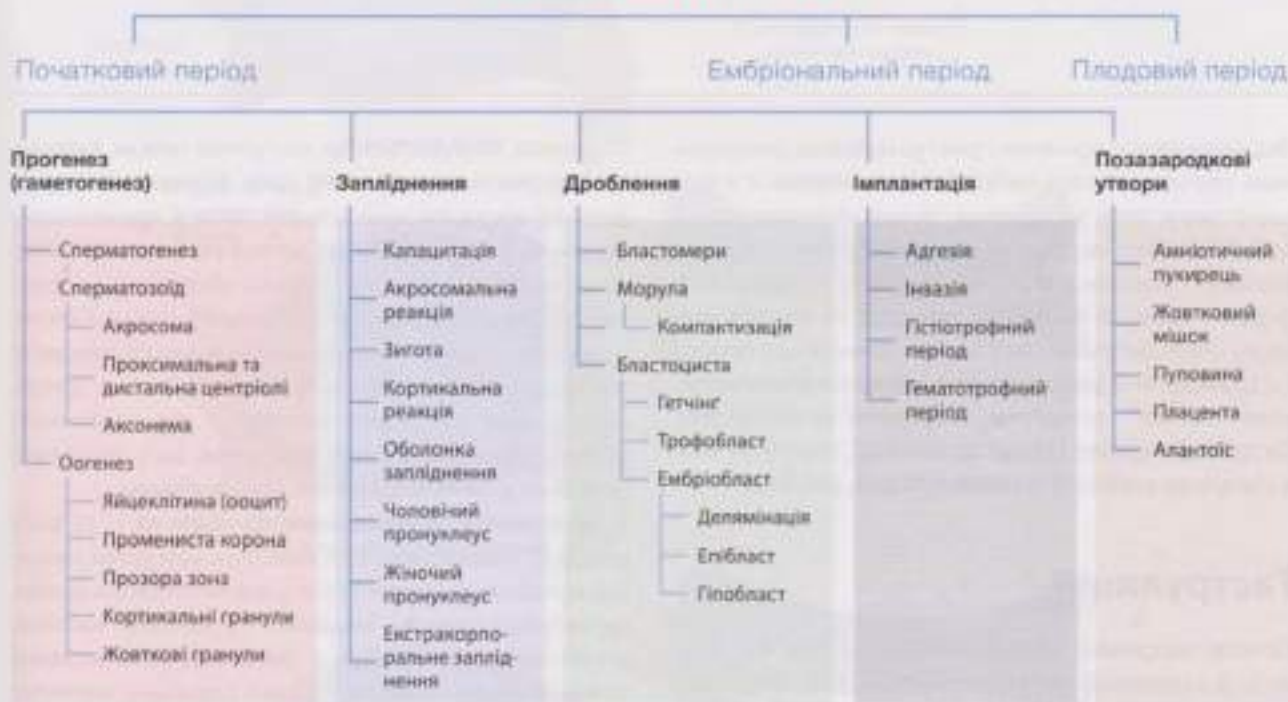 Початковий період
Ембріональний період
Плодовий період
Прогенез
(гаметогенез)
Сперматогенез
Сперматозоїд
Акросома
Проксимальна та
дистальна центріолі
Аксонема
Оогенез
Яйцеклітина (ооцит)
Промениста корона
Прозора зона
Кортикальні гранули
Жовткові гранули
Запліднення
Капацитація
Акросомальна
реакція
Зигота
Кортикальна
реакція
Оболонка
запліднення
Чоловічий
пронуклеус
Жіночий
пронуклеус
Екстракорпо-
ральне заплід-
нення
Дроблення
Бластомери
Морула
Компактизація
Бластоциста
Гетчінг
Трофобласт
Ембріобласт
Делямінація
Епібласт
Гіпобласт
Імплантація
Адгезія
Інвазія
Гістіотрофний
період
Гематотрофний
період
Позазародкові
утвори
Амніотичний
пухирець
Жовтковий
мішок
Пуповина
Плацента
Алантоїс